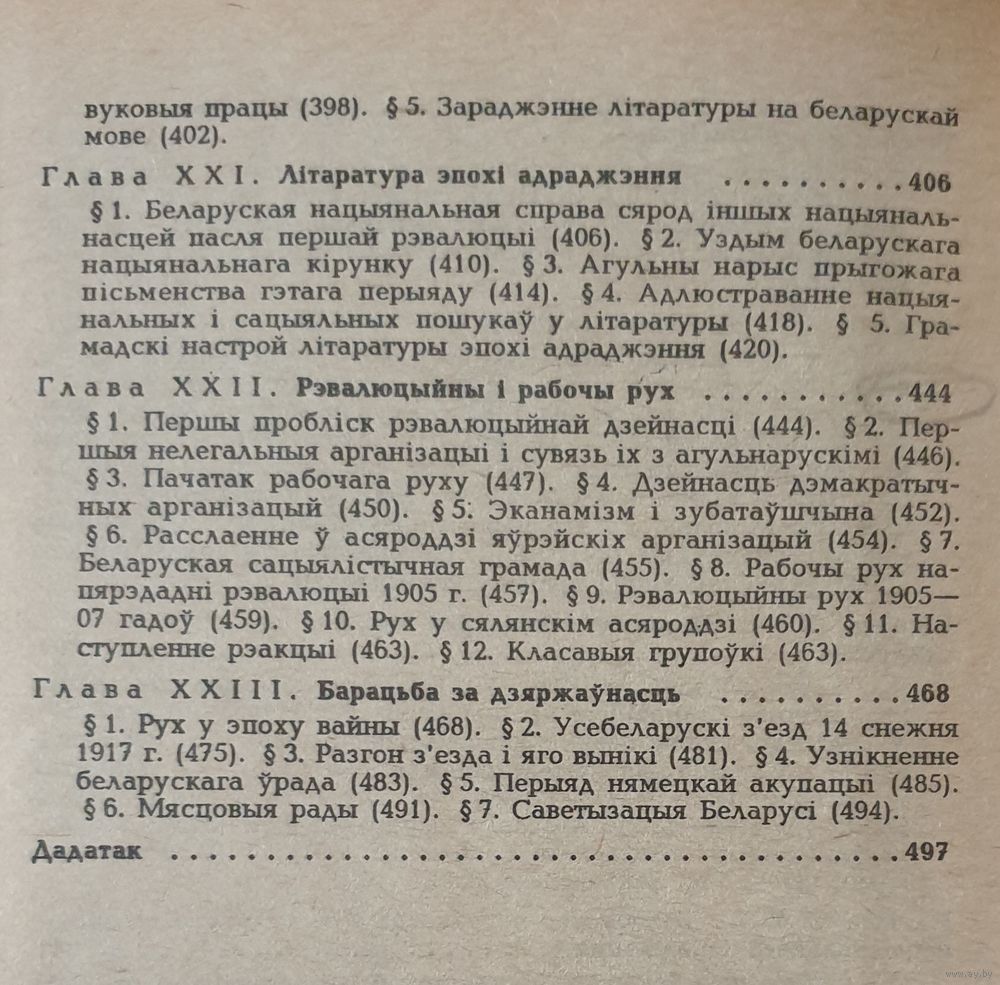 вуковыя працы (398). § 5. Зараджэнне літаратуры на беларускай
мове (402).
Глава XXI. Літаратура эпохі адраджэння . . . . . . . . . . 406
§ 1. Беларуская нацыянальная справа сярод іншых нацыяналь-
насцей пасля першай рэвалюцыі (406). § 2. Уздым беларускага
нацыянальнага кірунку (410). § 3. Агульны нарыс прыгожага
пісьменства гэтага перыяду (414). § 4. Адлюстраванне нацыя-
нальных і сацыяльных пошукаў у літаратуры (418). § 5. Гра-
мадскі настрой літаратуры эпохі адраджэння (420).
Глава XXII. Рэвалюцыйны і рабочы рух . . . . . . . . . . . 444
§ 1. Першы пробліск рэвалюцыйнай дзейнасці (444). § 2. Пер-
шыя нелегальныя арганізацыі і сувязь іх з агульнарускімі (446).
§ 3. Пачатак рабочага руху (447). § 4. Дзейнасць дэмакратыч-
ных арганізацый (450). § 5. Эканамізм і зубатаўшчына (452).
§ 6. Расслаенне ў асяроддзі яўрэйскіх арганізацый (454). § 7.
Беларуская сацыялістычная грамада (455). § 8. Рабочы рух на-
пярэдадні рэвалюцыі 1905 г. (457). § 9. Рэвалюцыйны рух 1905—
07 гадоў (459). § 10. Рух у сялянскім асяроддзі (460). § 11. На-
ступленне рэакцыі (463). § 12. Класавыя групоўкі (463).
Глава XXIII. Барацьба за дзяржаўнасць . . . . . . . . . . 468
§ 1. Рух у эпоху вайны (468). § 2. Усебеларускі з'езд 14 снежня
1917 г. (475). § 3. Разгон з'езда і яго вынікі (481). § 4. Узнікненне
беларускага ўрада (483). § 5. Перыяд нямецкай акупацыі (485).
§ 6. Мясцовыя рады (491). § 7. Саветызацыя Беларусі (494).
Дадатак . . . . . . . . . . . . . . . . . . . . . . . . . . . . . . . . . . . . . . 497
www.ay.by